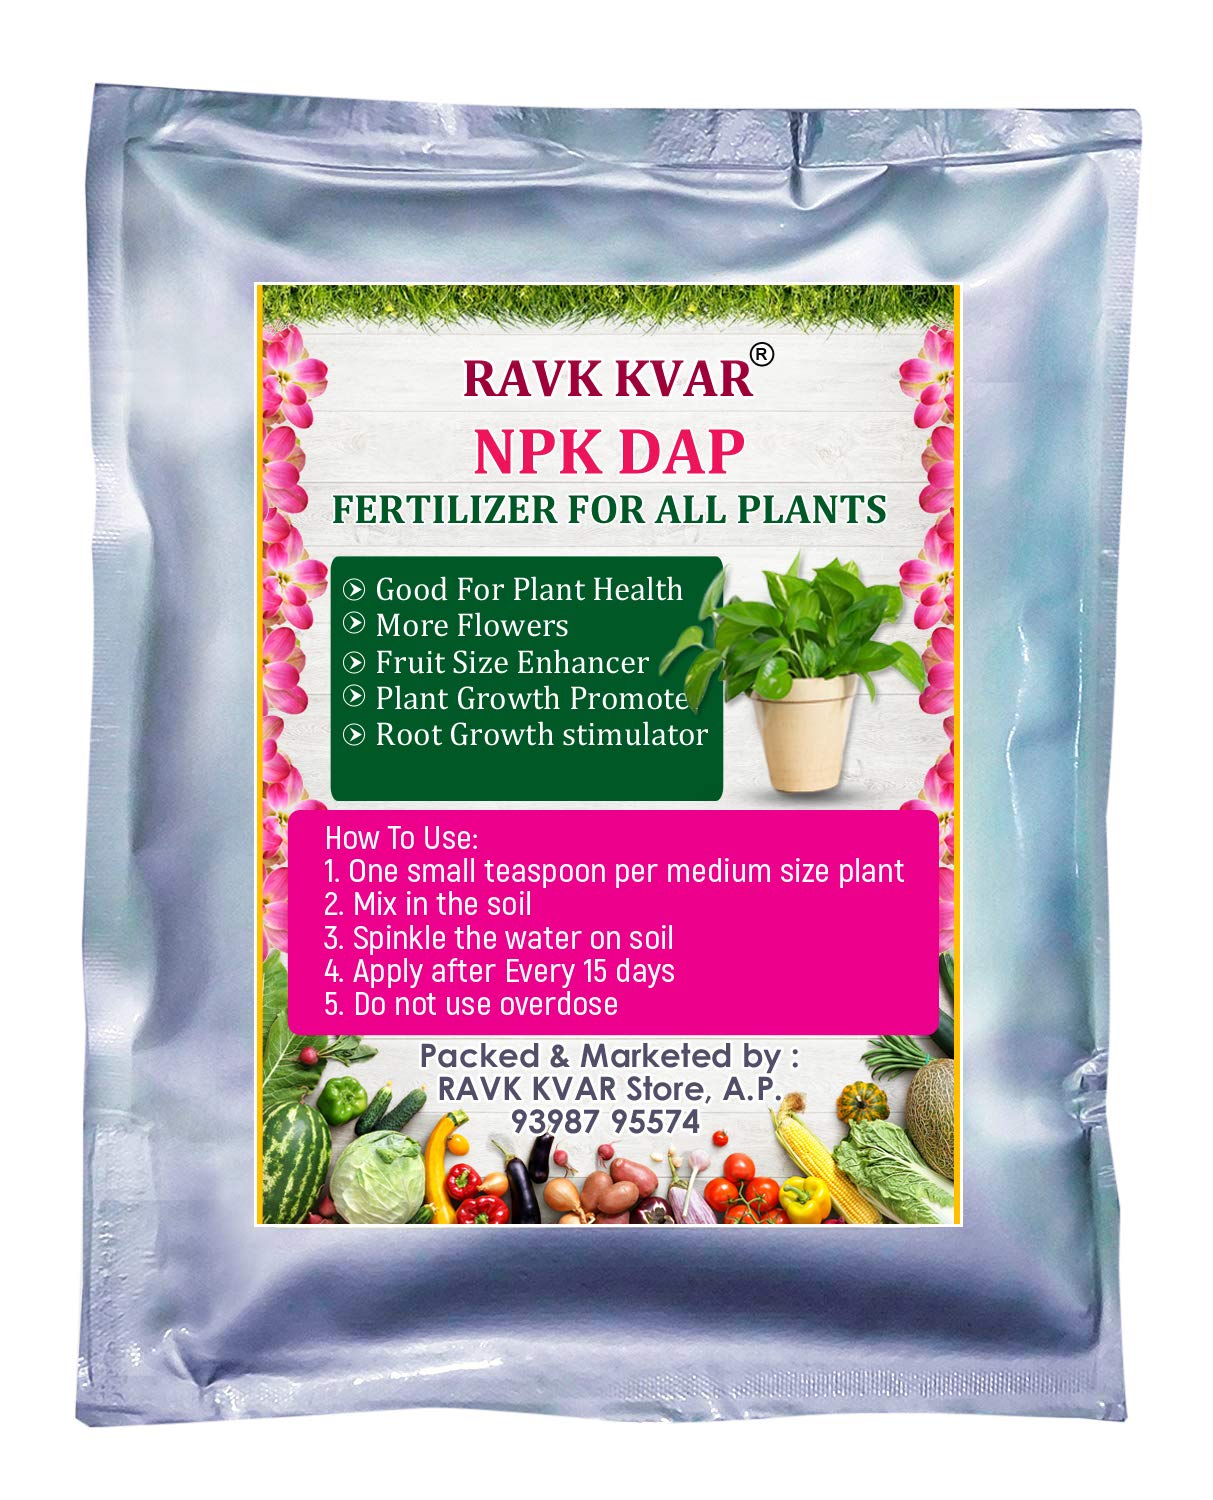 RAVK KVAR®
NPK DAP
FERTILIZER FOR ALL PLANTS
Good For Plant Health
More Flowers
Fruit Size Enhancer
Plant Growth Promote
Root Growth stimulator
How To Use:
1. One small teaspoon per medium size plant
2. Mix in the soil
3. Spinkle the water on soil
4. Apply after Every 15 days
5. Do not use overdose
Packed & Marketed by :
RAVK KVAR Store, A.P.
93987 95574